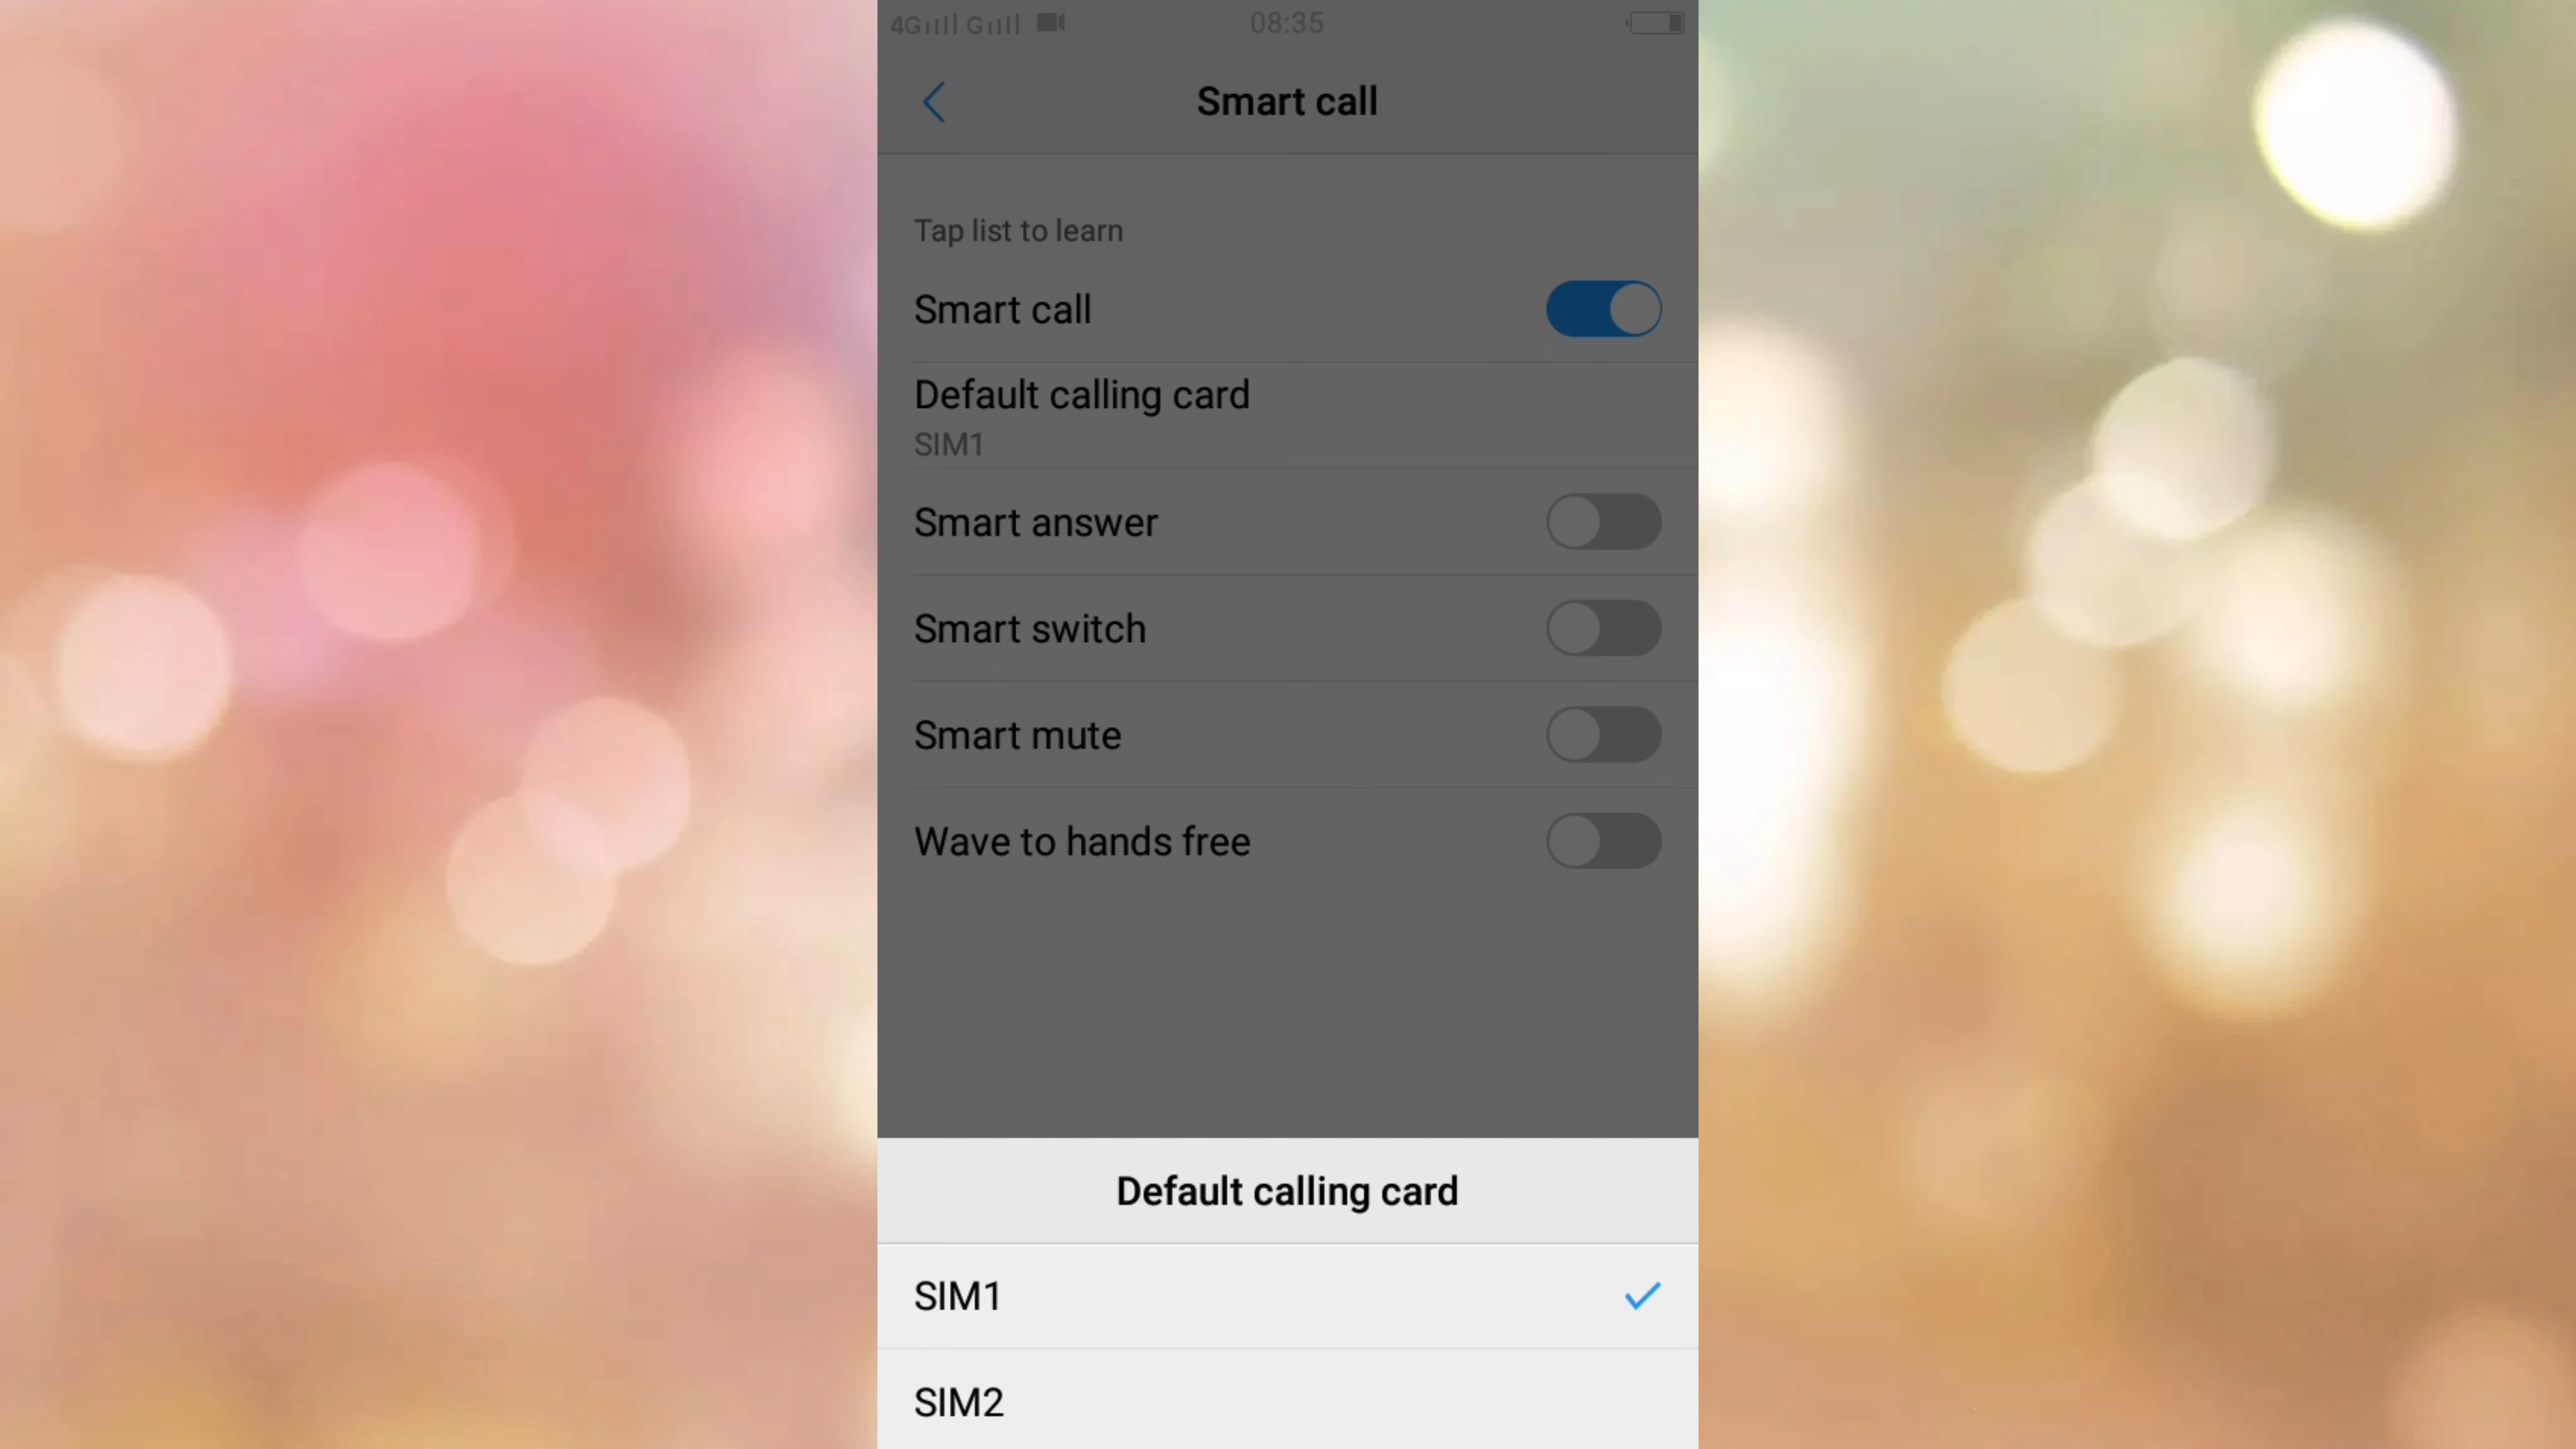 4G G 08:35
Smart call
Tap list to learn
Smart call
Default calling card
SIM1
Smart answer
Smart switch
Smart mute
Wave to hands free
Default calling card
SIM1
SIM2